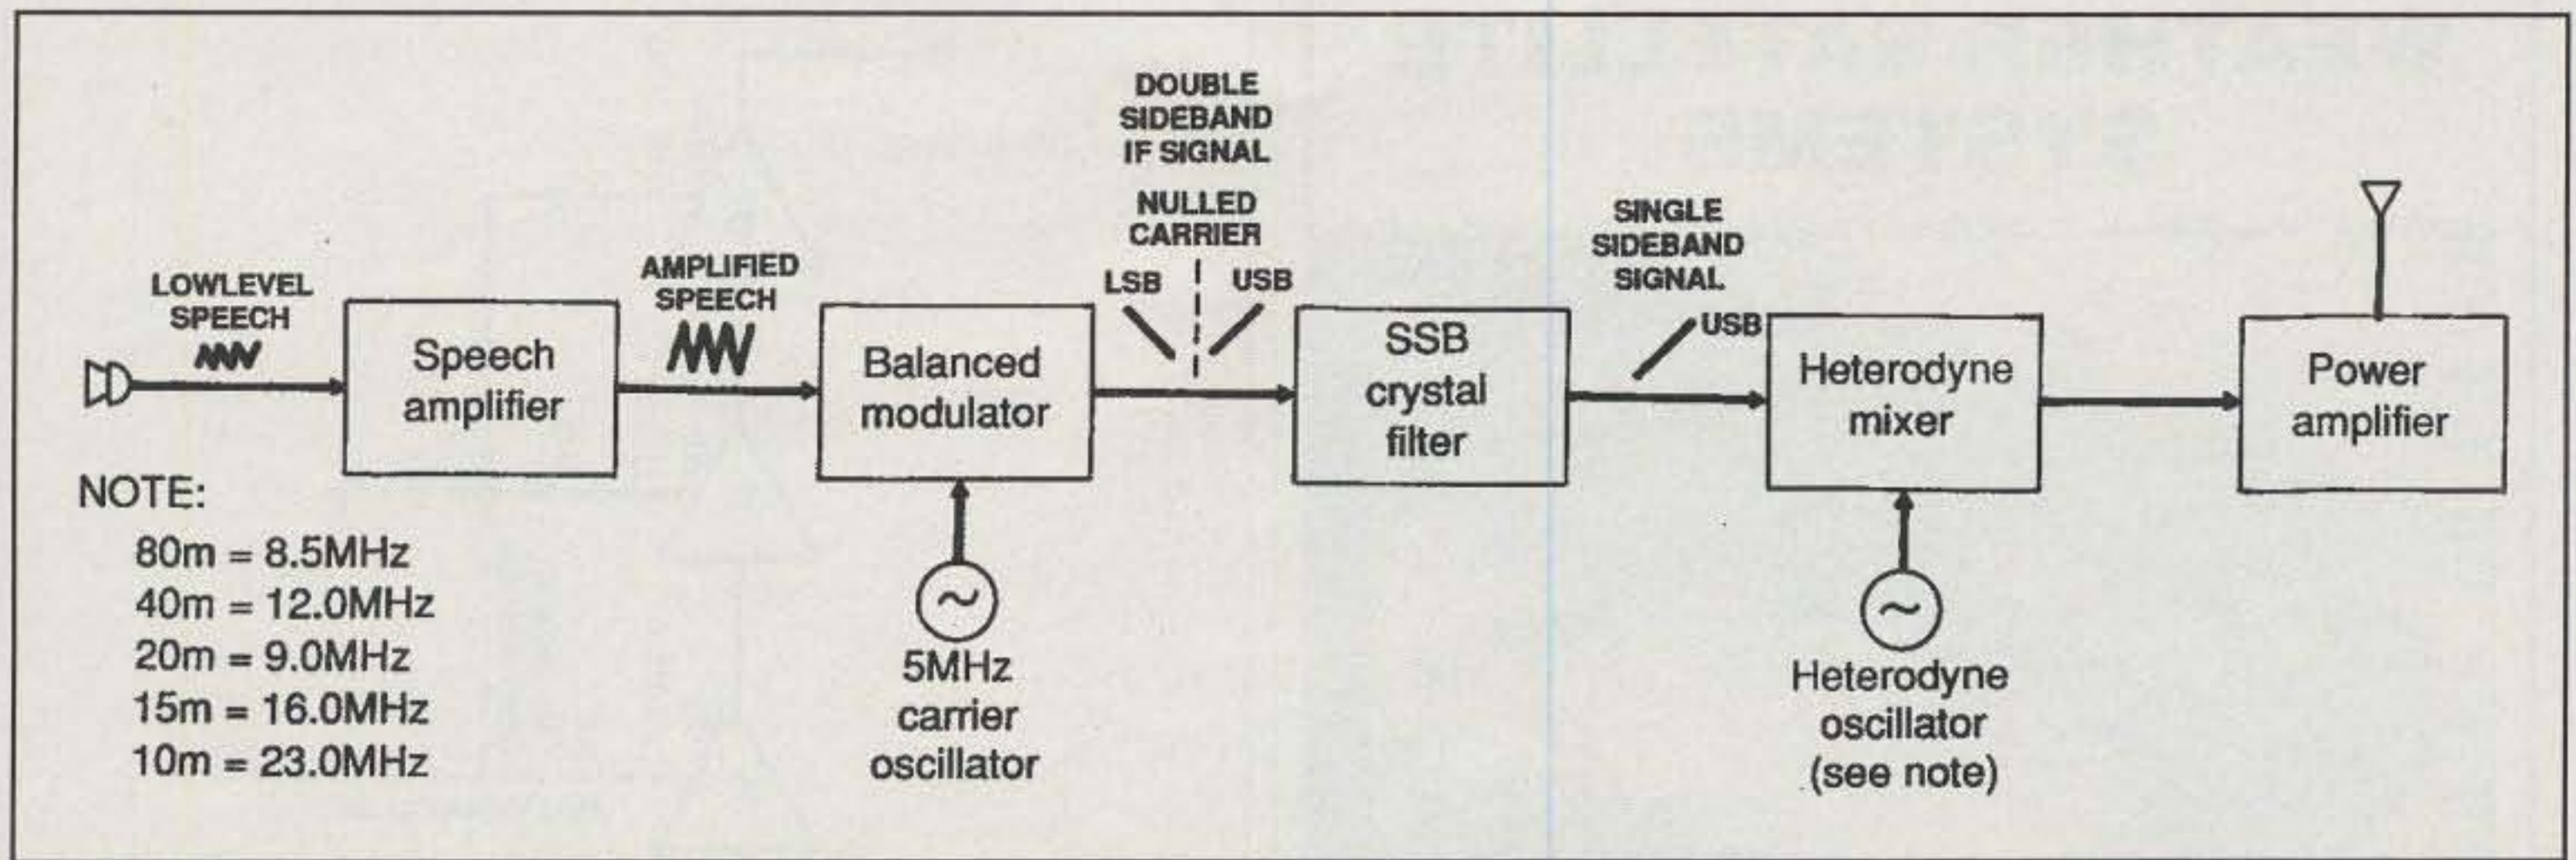 DOUBLE
SIDEBAND
IF SIGNAL
NULLED
CARRIER
LSB
USB
LOWLEVEL
SPEECH
AMPLIFIED
SPEECH
SINGLE
SIDEBAND
SIGNAL
USB
Speech
amplifier
Balanced
modulator
SSB
crystal
filter
Heterodyne
mixer
Power
amplifier
NOTE:
80m = 8.5MHz
40m = 12.0MHz
20m = 9.0MHz
15m = 16.0MHz
10m = 23.0MHz
5MHz
carrier
oscillator
Heterodyne
oscillator
(see note)